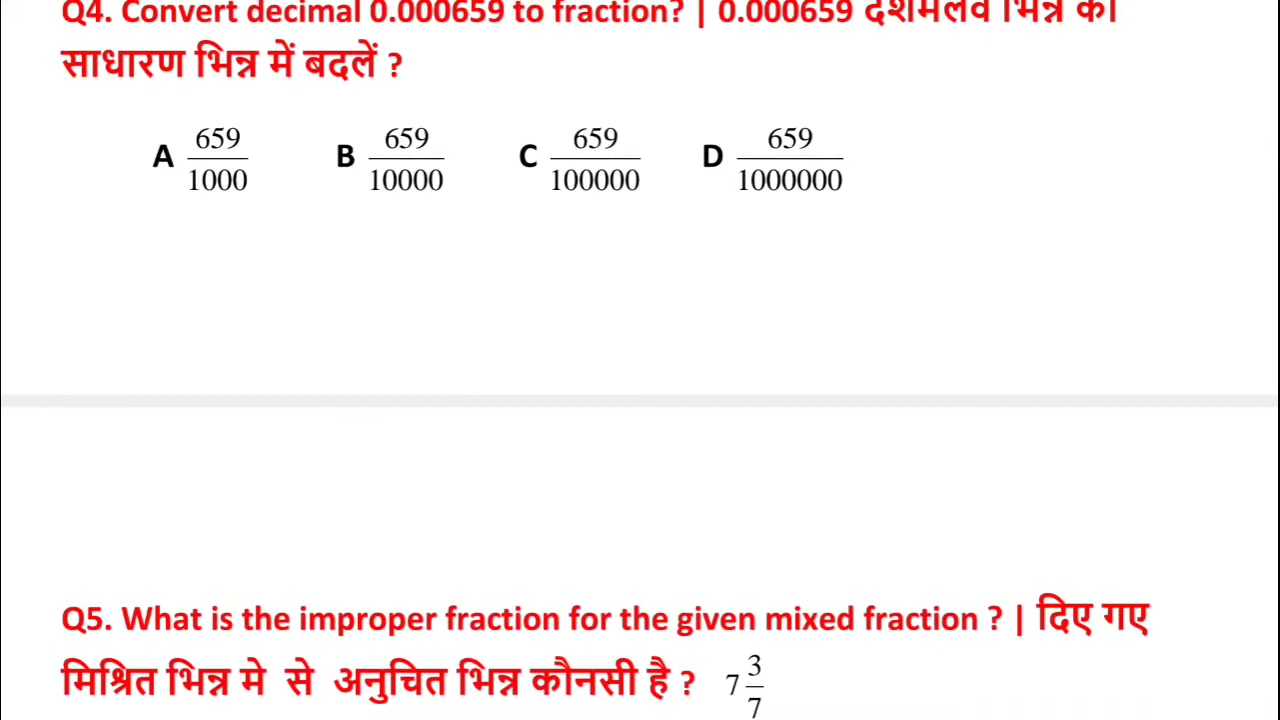 Q4. Convert decimal 0.000659 to fraction? | 0.000659 दशमलव भिन्न को
साधारण भिन्न में बदलें ?
A 659/1000 B 659/10000 C 659/100000 D 659/1000000
Q5. What is the improper fraction for the given mixed fraction ? | दिए गए
मिश्रित भिन्न मे से अनुचित भिन्न कौनसी है ? 7 3/7